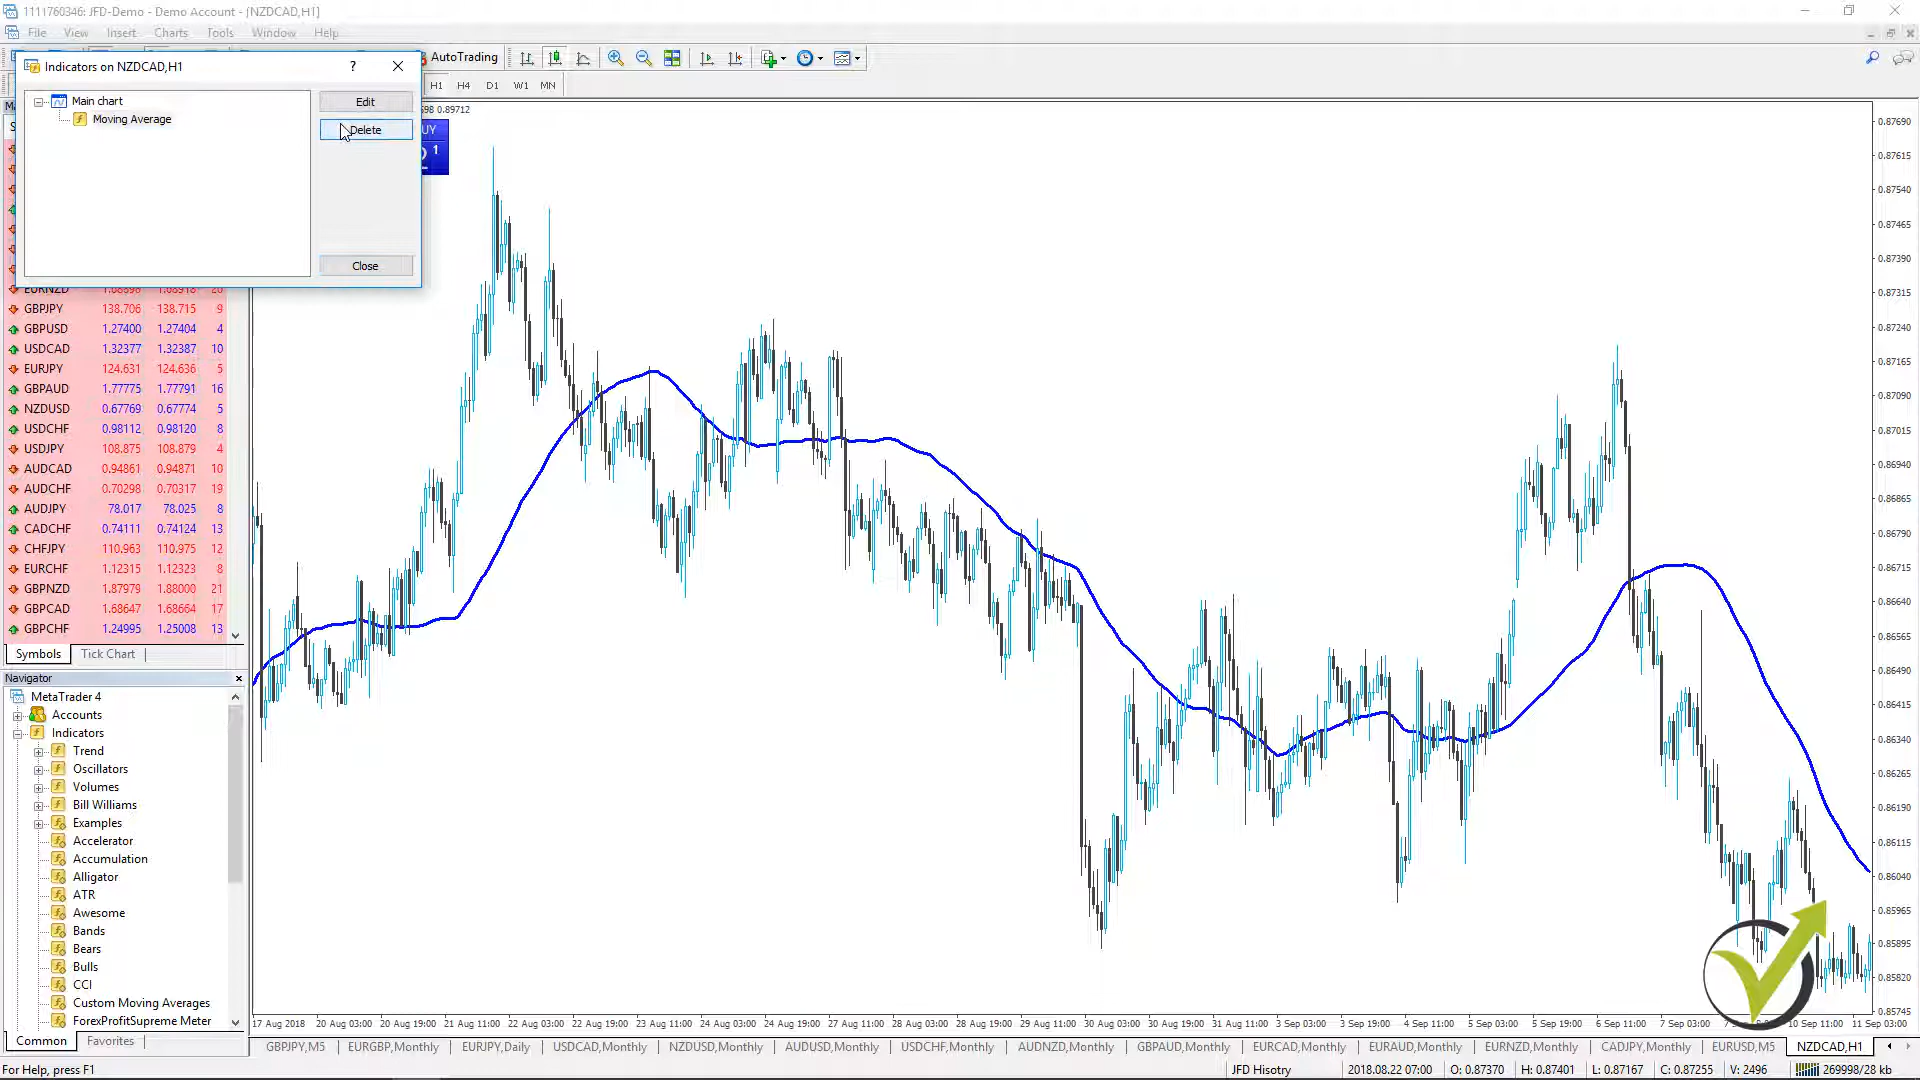 1111760346: JFD-Demo - Demo Account - [NZDCAD,H1]
File View Insert Charts Tools Window Help
AutoTrading
Indicators on NZDCAD,H1 ?
H1 H4 D1 W1 MN
Main chart
Moving Average
Edit
Delete
Close
0.89712
UY
1
EURNZD
GBPJPY 138.706 138.715 9
GBPUSD 1.27400 1.27404 4
USDCAD 1.32377 1.32387 10
EURJPY 124.631 124.636 5
GBPAUD 1.77775 1.77791 16
NZDUSD 0.67769 0.67774 5
USDCHF 0.98112 0.98120 8
USDJPY 108.875 108.879 4
AUDCAD 0.94861 0.94871 10
AUDCHF 0.70298 0.70317 19
AUDJPY 78.017 78.025 8
CADCHF 0.74111 0.74124 13
CHFJPY 110.963 110.975 12
EURCHF 1.12315 1.12323 8
GBPNZD 1.87979 1.88000 21
GBPCAD 1.68647 1.68664 17
GBPCHF 1.24995 1.25008 13
Symbols Tick Chart
Navigator
MetaTrader 4
Accounts
Indicators
Trend
Oscillators
Volumes
Bill Williams
Examples
Accelerator
Accumulation
Alligator
ATR
Awesome
Bands
Bears
Bulls
CCI
Custom Moving Averages
ForexProfitSupreme Meter
Common Favorites
0.87690
0.87615
0.87540
0.87465
0.87390
0.87315
0.87240
0.87165
0.87090
0.87015
0.86940
0.86865
0.86790
0.86715
0.86640
0.86565
0.86490
0.86415
0.86340
0.86265
0.86190
0.86115
0.86040
0.85965
0.85895
0.85820
0.85745
17 Aug 2018 20 Aug 03:00 20 Aug 19:00 21 Aug 11:00 22 Aug 03:00 22 Aug 19:00 23 Aug 11:00 24 Aug 03:00 24 Aug 19:00 27 Aug 11:00 28 Aug 03:00 28 Aug 19:00 29 Aug 11:00 30 Aug 03:00 30 Aug 19:00 31 Aug 11:00 3 Sep 03:00 3 Sep 19:00 4 Sep 11:00 5 Sep 03:00 5 Sep 19:00 6 Sep 11:00 7 Sep 03:00 10 Sep 11:00 11 Sep 03:00
GBPJPY,M5 EURGBP,Monthly EURJPY,Daily USDCAD,Monthly NZDUSD,Monthly AUDUSD,Monthly USDCHF,Monthly AUDNZD,Monthly GBPAUD,Monthly EURCAD,Monthly EURAUD,Monthly EURNZD,Monthly CADJPY,Monthly EURUSD,M5 NZDCAD,H1
For Help, press F1
JFD Hisotry 2018.08.22 07:00 O: 0.87370 H: 0.87401 L: 0.87167 C: 0.87255 V: 2496 269998/28 kb